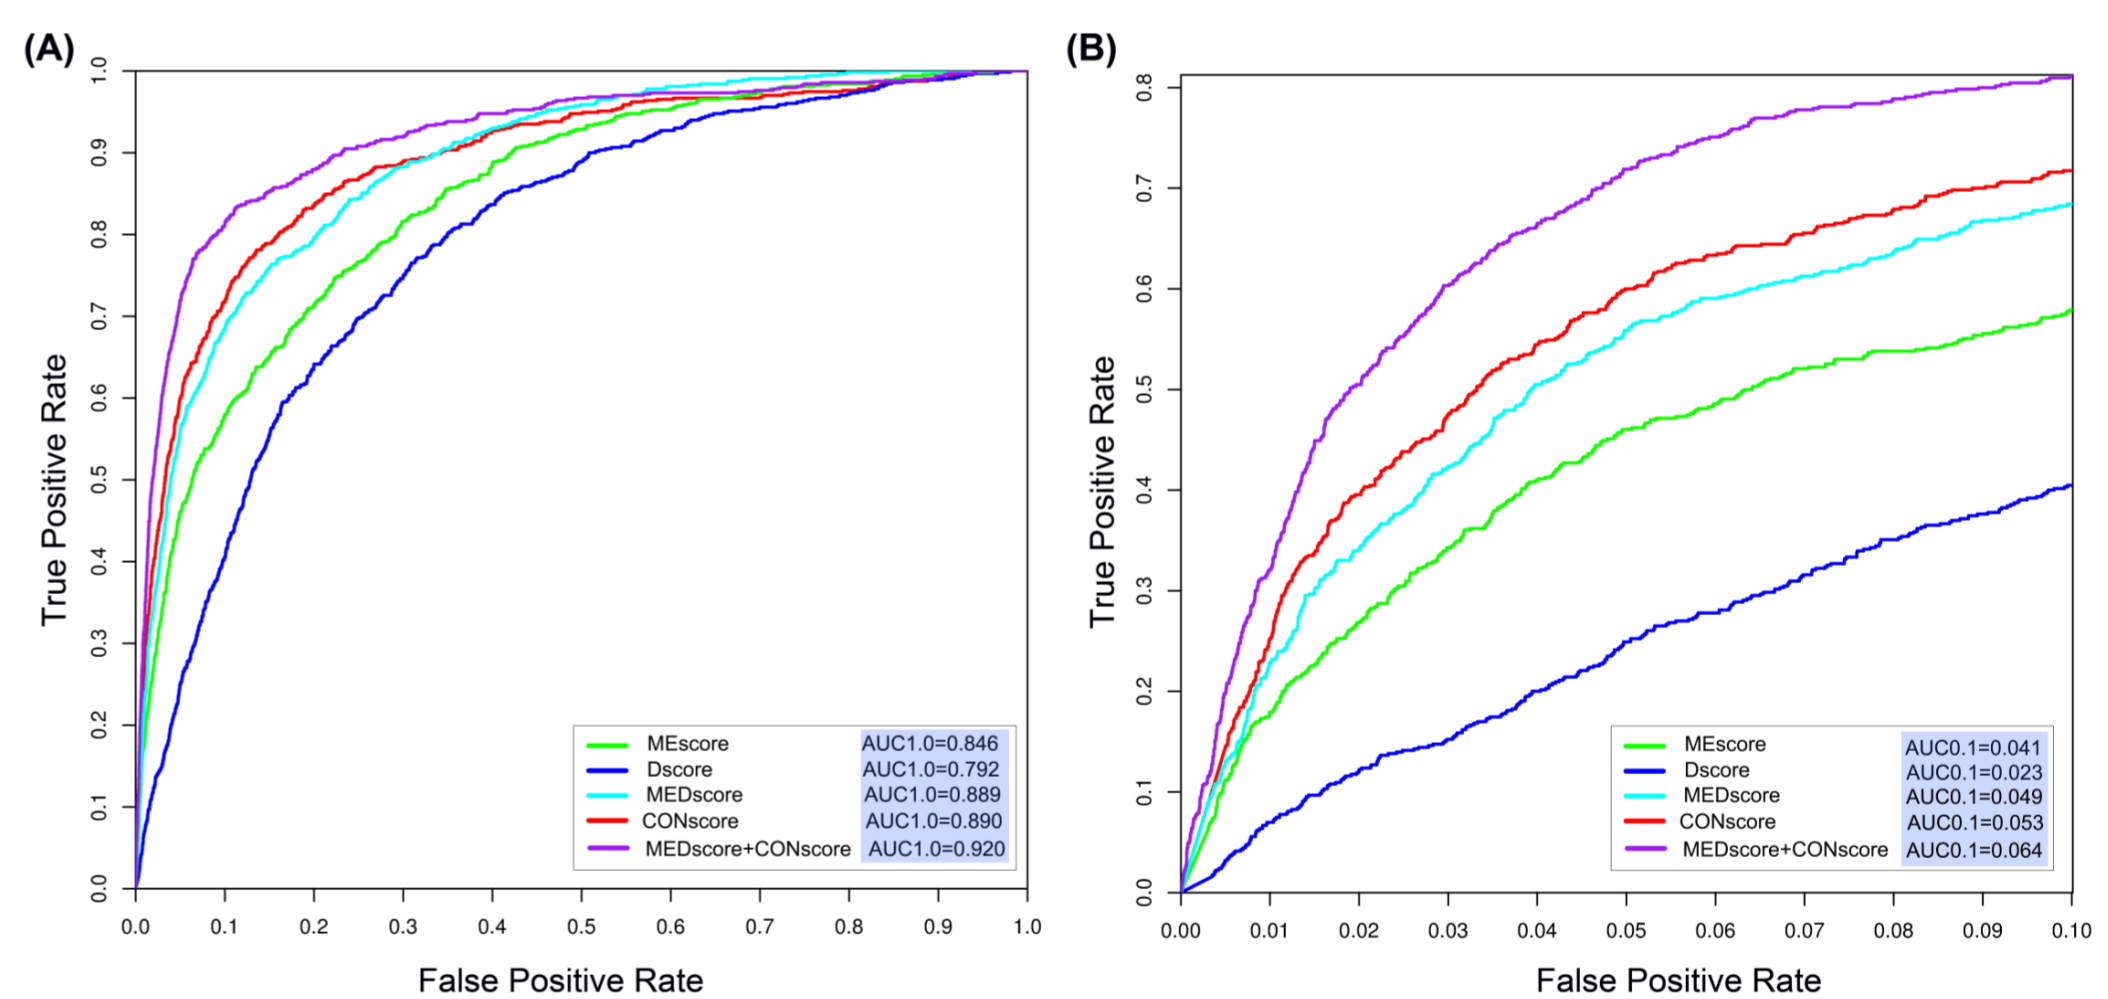 (A)
True Positive Rate
1.0
0.9
0.8
0.7
0.6
0.5
0.4
0.3
0.2
0.1
0.0
MEscore AUC1.0=0.846
Dscore AUC1.0=0.792
MEDscore AUC1.0=0.889
CONscore AUC1.0=0.890
MEDscore+CONscore AUC1.0=0.920
0.0 0.1 0.2 0.3 0.4 0.5 0.6 0.7 0.8 0.9 1.0
False Positive Rate
(B)
True Positive Rate
0.8
0.7
0.6
0.5
0.4
0.3
0.2
0.1
0.0
MEscore AUC0.1=0.041
Dscore AUC0.1=0.023
MEDscore AUC0.1=0.049
CONscore AUC0.1=0.053
MEDscore+CONscore AUC0.1=0.064
0.00 0.01 0.02 0.03 0.04 0.05 0.06 0.07 0.08 0.09 0.10
False Positive Rate